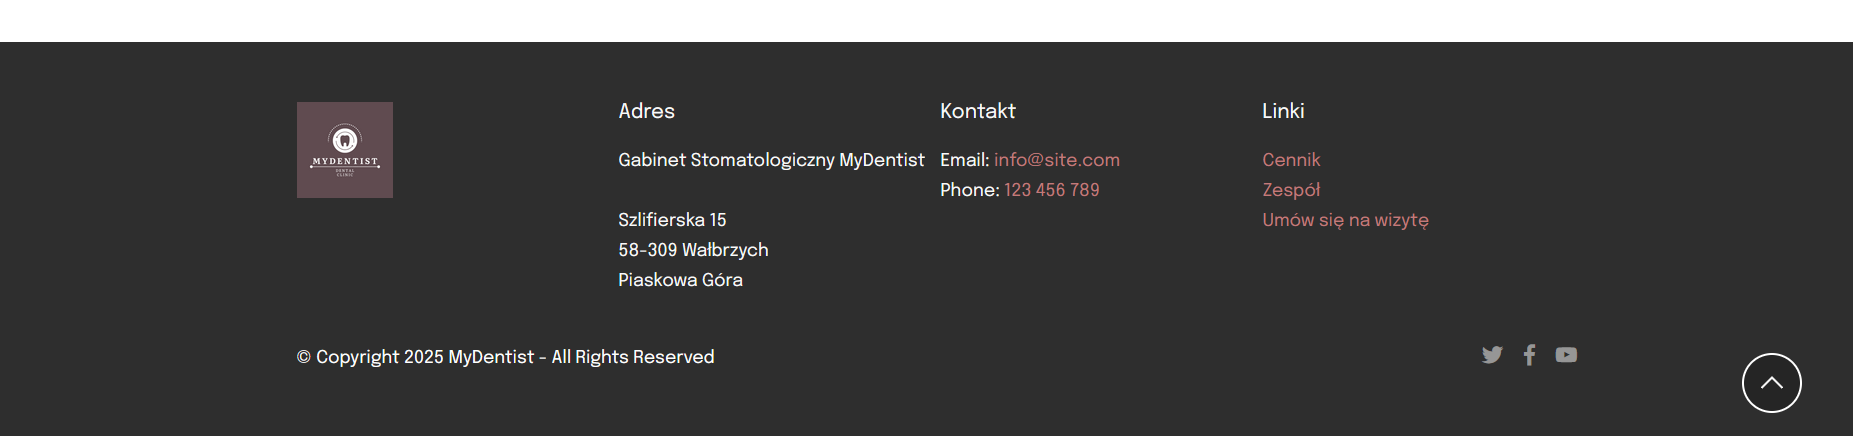 MYDENTIST
DENTAL
CLINIC
Adres
Gabinet Stomatologiczny MyDentist
Szlifierska 15
58-309 Wałbrzych
Piaskowa Góra
Kontakt
Email: info@site.com
Phone: 123 456 789
Linki
Cennik
Zespół
Umów się na wizytę
© Copyright 2025 MyDentist - All Rights Reserved